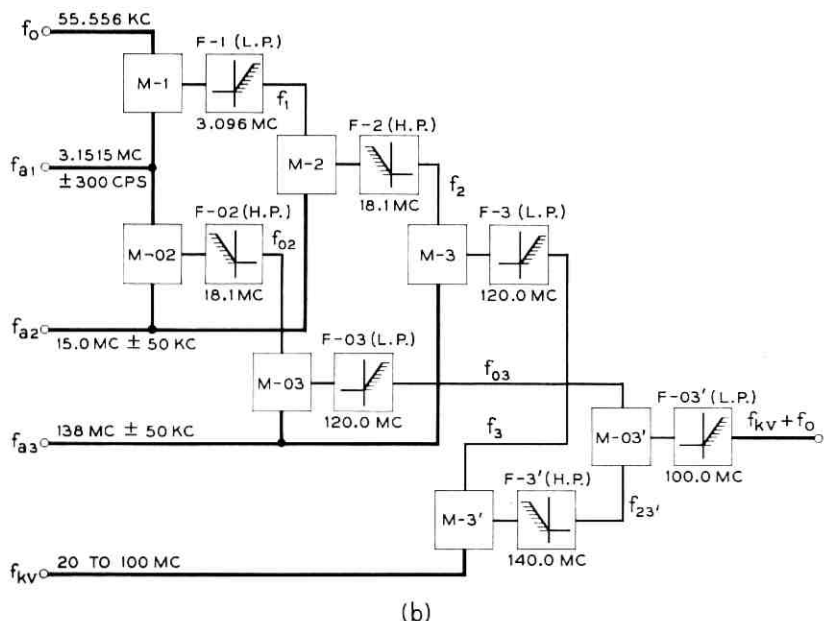 f₀ 55.556 KC
F-1 (L.P.)
M-1
f₁
3.096 MC
F-2 (H.P.)
fₐ₁ 3.1515 MC
± 300 CPS
M-2
18.1 MC
f₂
F-02 (H.P.)
F-3 (L.P.)
M-02
f₀₂
18.1 MC
M-3
120.0 MC
fₐ₂ 15.0 MC ± 50 KC
F-03 (L.P.)
M-03
f₀₃
120.0 MC
F-03' (L.P.)
fₐ₃ 138 MC ± 50 KC
f₃
M-03'
fₖᵥ + f₀
100.0 MC
F-3' (H.P.)
M-3'
f₂₃'
140.0 MC
fₖᵥ 20 TO 100 MC
(b)